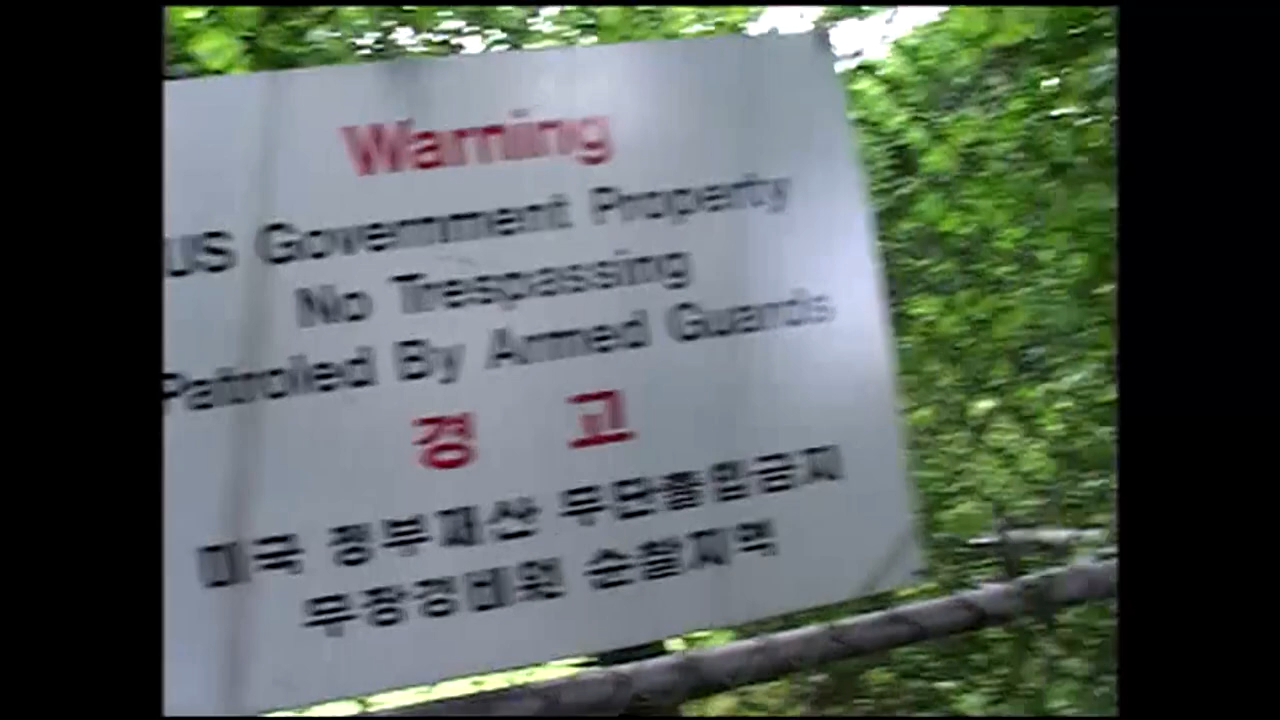 Warning
US Government Property
No Trespassing
Patroled By Armed Guards
경 고
미국 정부재산 무단출입금지
무장경비원 순찰지역